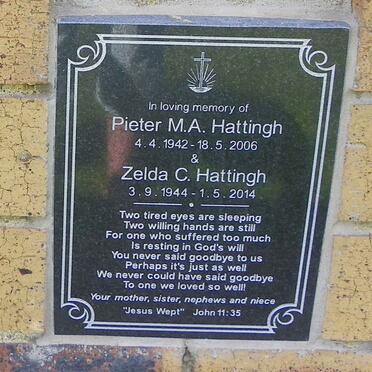 In loving memory of
Pieter M.A. Hattingh
4. 4. 1942 - 18. 5. 2006
&
Zelda C. Hattingh
3. 9. 1944 - 1. 5. 2014
Two tired eyes are sleeping
Two willing hands are still
For one who suffered too much
Is resting in God's will
You never said goodbye to us
Perhaps it's just as well
We never could have said goodbye
To one we loved so well!
Your mother, sister, nephews and niece
"Jesus Wept" John 11:35